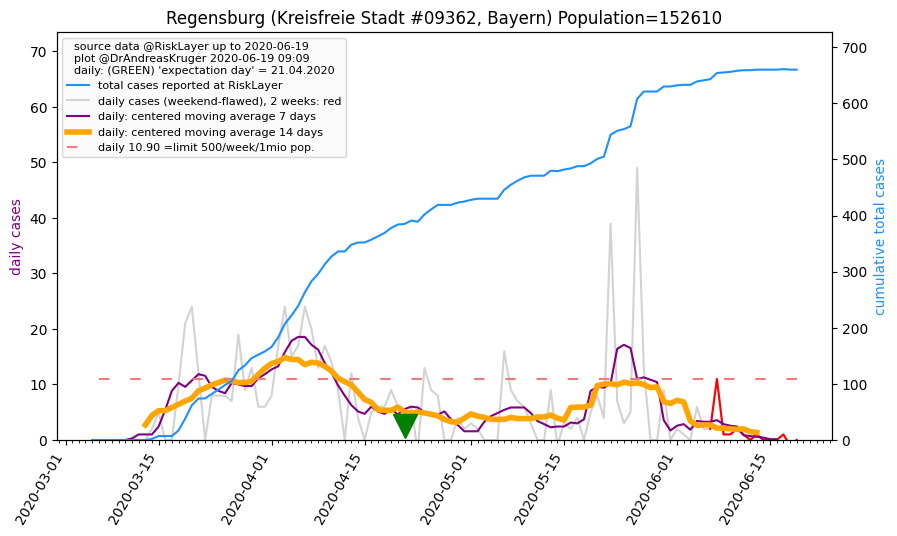 Regensburg (Kreisfreie Stadt #09362, Bayern) Population=152610
source data @RiskLayer up to 2020-06-19
plot @DrAndreasKruger 2020-06-19 09:09
daily: (GREEN) 'expectation day' = 21.04.2020
total cases reported at RiskLayer
daily cases (weekend-flawed), 2 weeks: red
daily: centered moving average 7 days
daily: centered moving average 14 days
daily 10.90 =limit 500/week/1mio pop.
daily cases
70
60
50
40
30
20
10
0
cumulative total cases
700
600
500
400
300
200
100
0
2020-03-01
2020-03-15
2020-04-01
2020-04-15
2020-05-01
2020-05-15
2020-06-01
2020-06-15